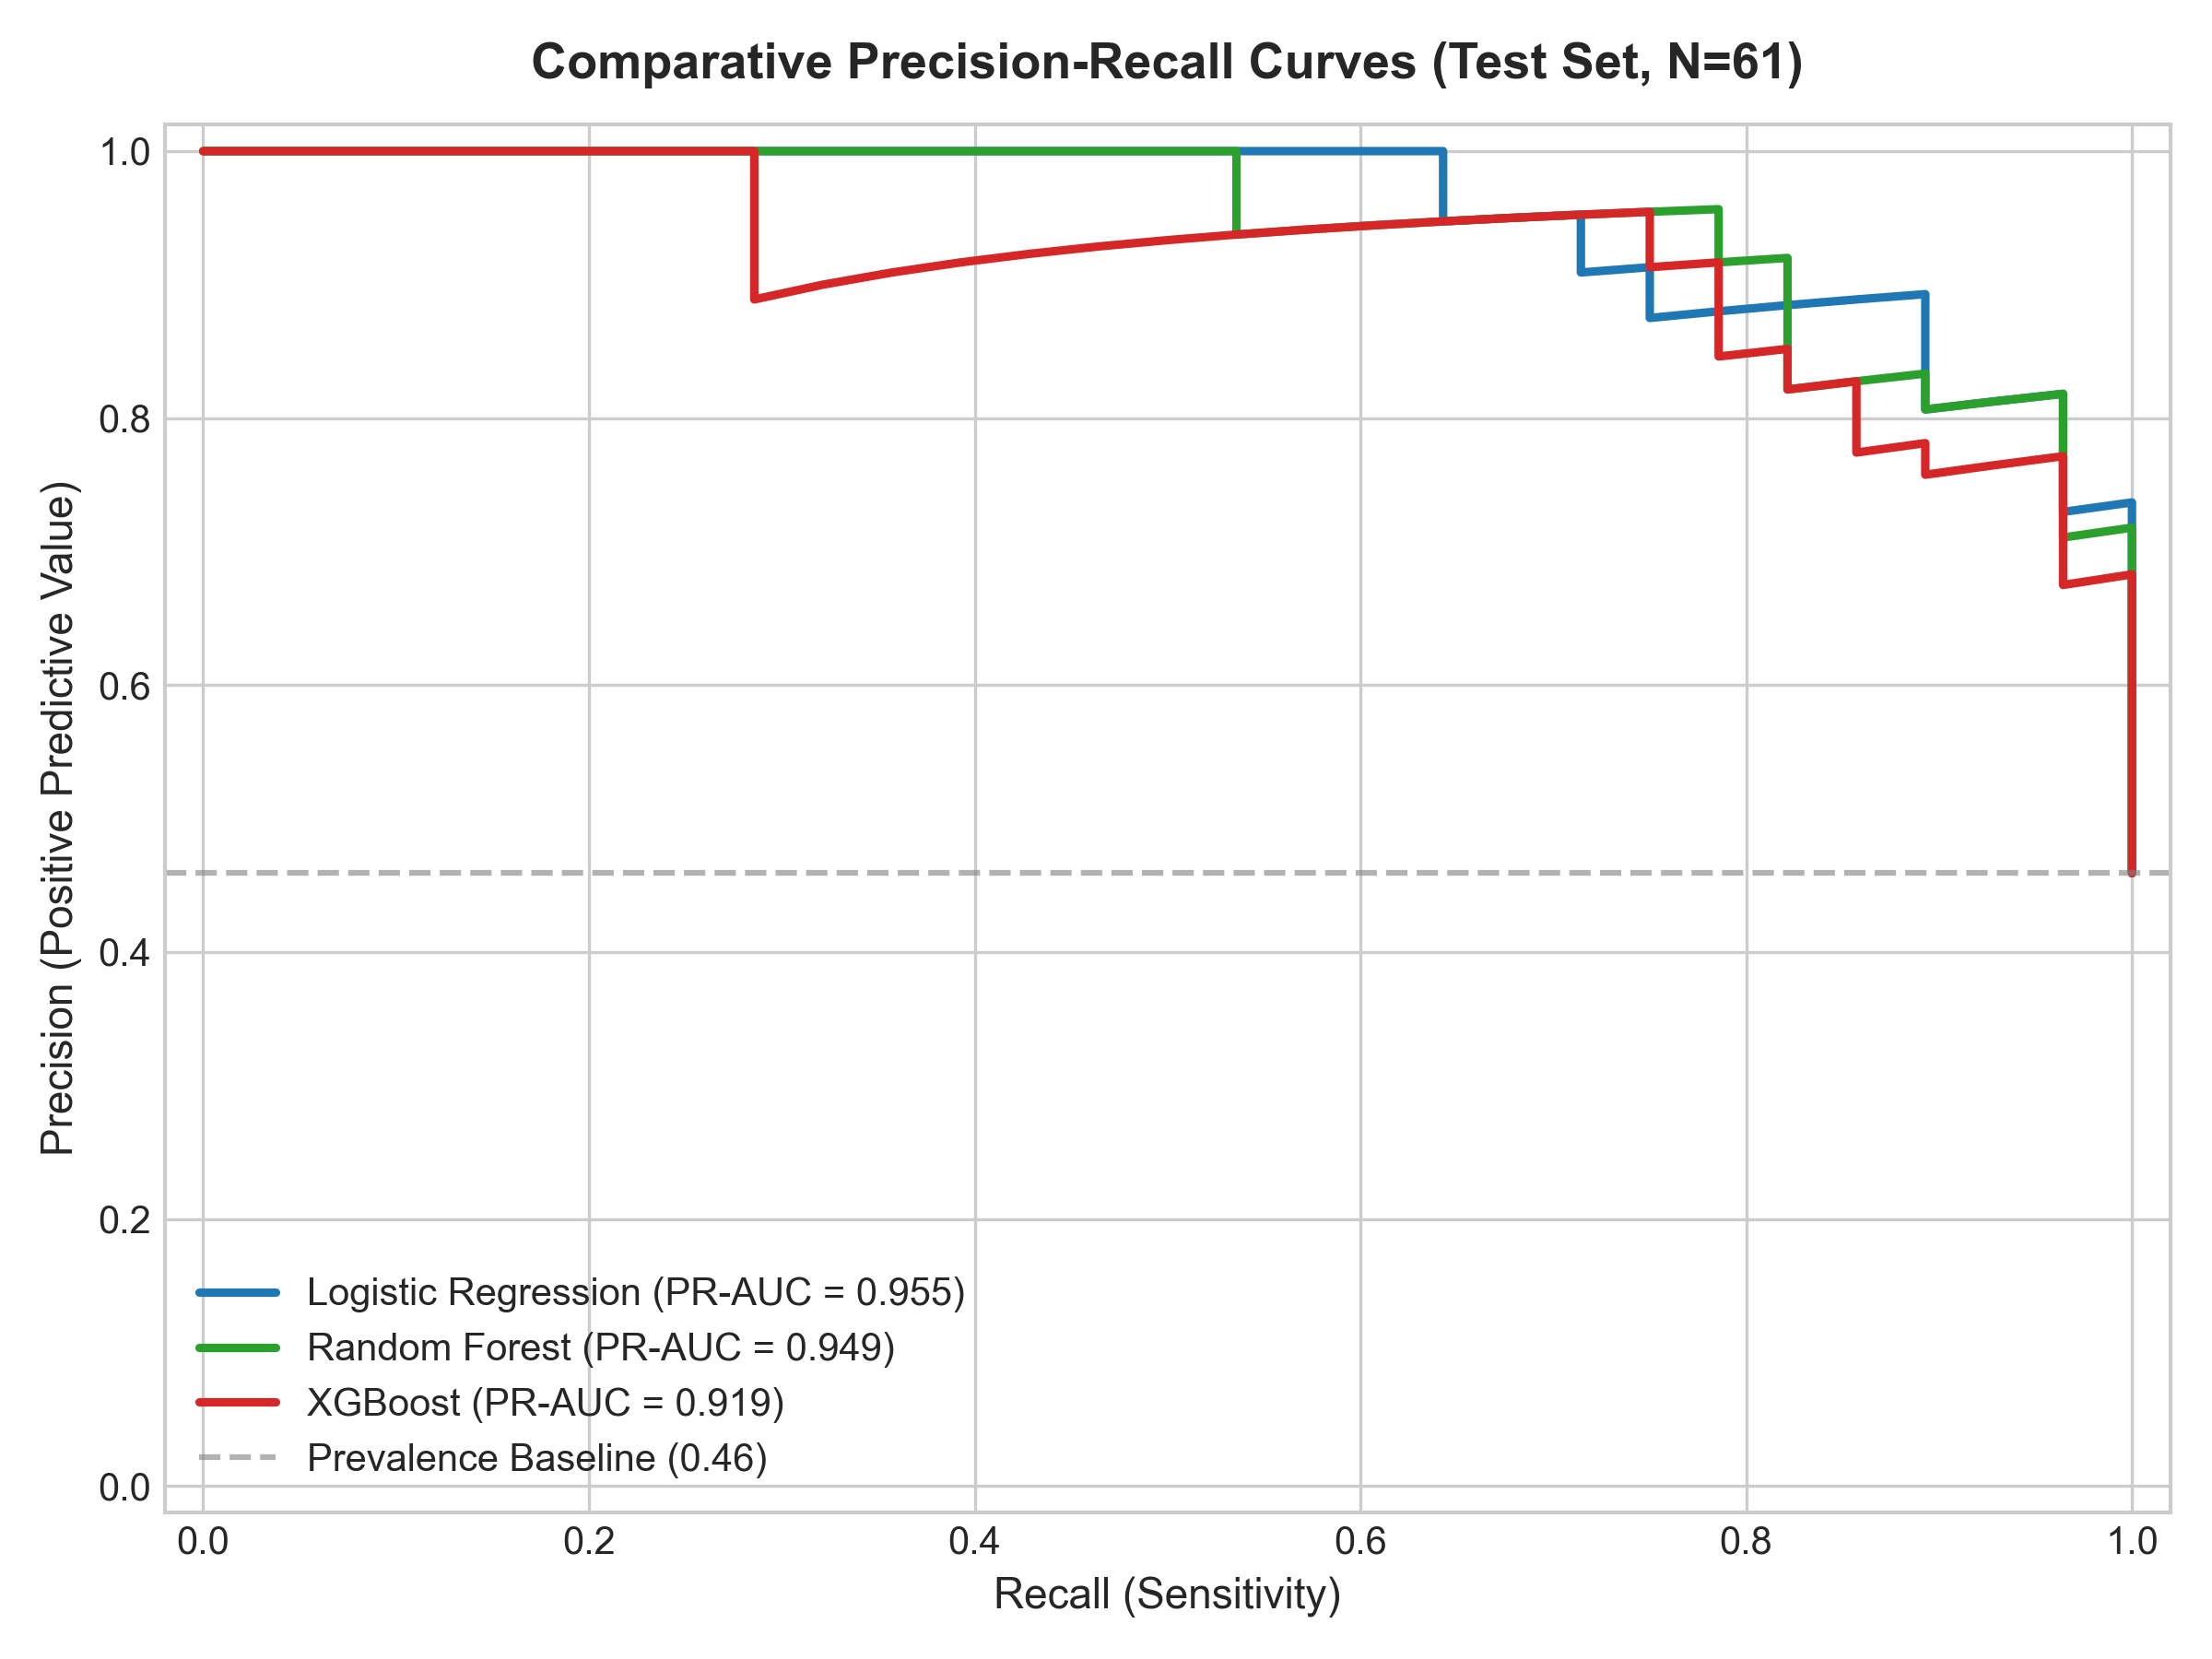 Comparative Precision-Recall Curves (Test Set, N=61)
Precision (Positive Predictive Value)
1.0
0.8
0.6
0.4
0.2
0.0
Logistic Regression (PR-AUC = 0.955)
Random Forest (PR-AUC = 0.949)
XGBoost (PR-AUC = 0.919)
Prevalence Baseline (0.46)
0.0 0.2 0.4 0.6 0.8 1.0
Recall (Sensitivity)